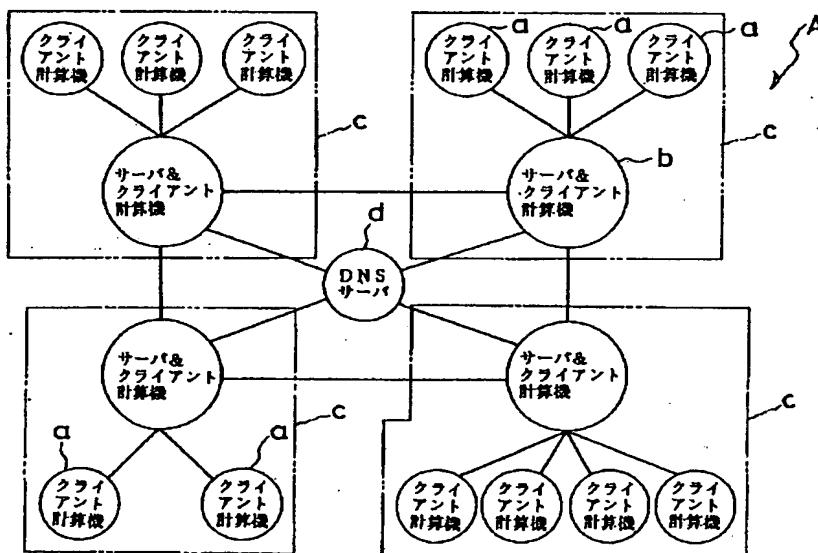 クライ
アント
計算機
クライ
アント
計算機
クライ
アント
計算機
c
サーバ&
クライアント
計算機
クライ
アント
計算機
a
クライ
アント
計算機
a
クライ
アント
計算機
a
A
c
サーバ&
クライアント
計算機
b
d
DNS
サーバ
サーバ&
クライアント
計算機
c
a
クライ
アント
計算機
a
クライ
アント
計算機
サーバ&
クライアント
計算機
c
クライ
アント
計算機
クライ
アント
計算機
クライ
アント
計算機
クライ
アント
計算機